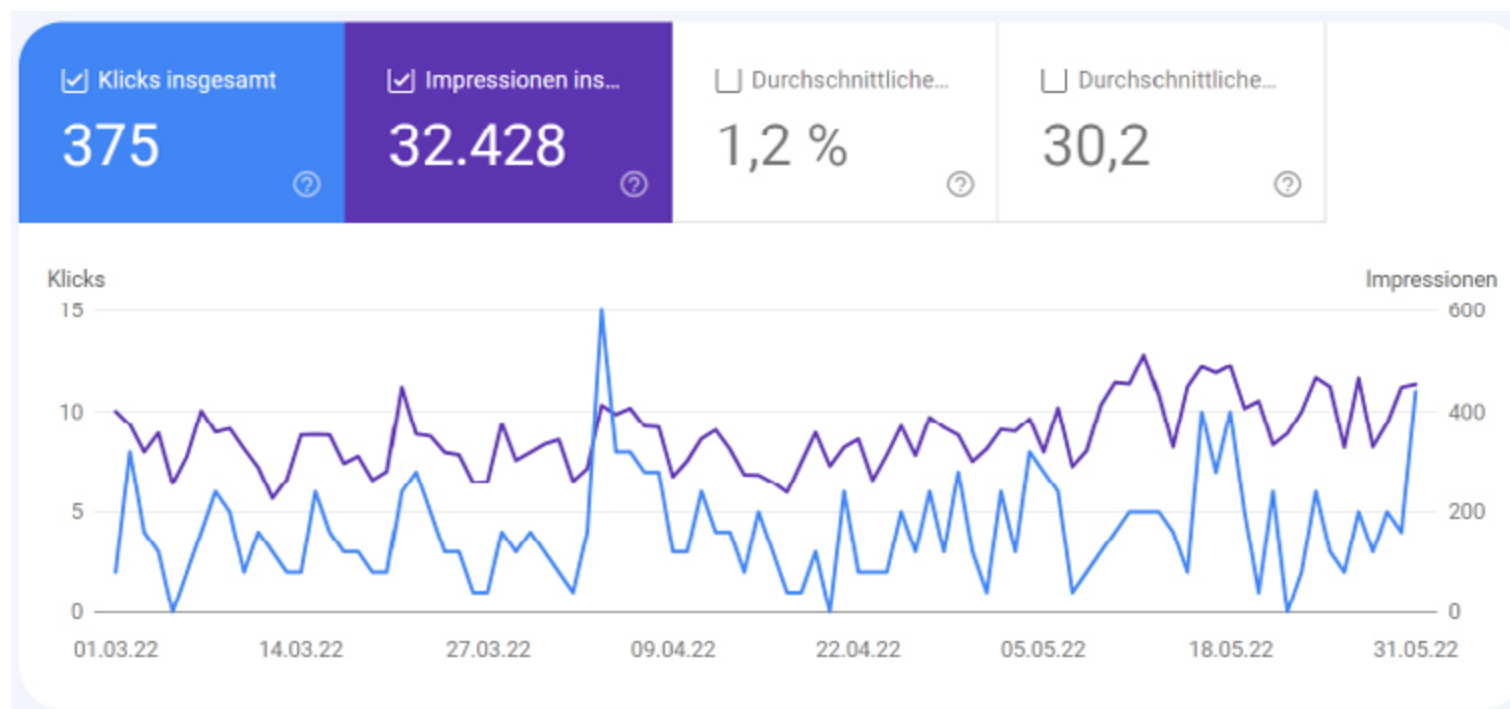 Klicks insgesamt
375
Impressionen ins...
32.428
Durchschnittliche...
1,2 %
Durchschnittliche...
30,2
Klicks
Impressionen
15
10
5
0
600
400
200
0
01.03.22 14.03.22 27.03.22 09.04.22 22.04.22 05.05.22 18.05.22 31.05.22